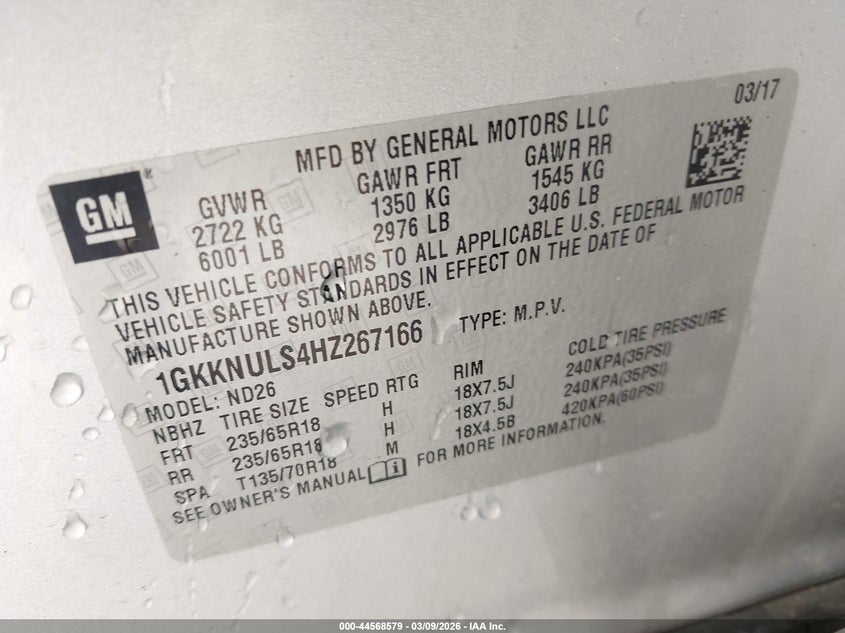 03/17
GM
®
MFD BY GENERAL MOTORS LLC
GVWR GAWR FRT GAWR RR
2722 KG 1350 KG 1545 KG
6001 LB 2976 LB 3406 LB
THIS VEHICLE CONFORMS TO ALL APPLICABLE U.S. FEDERAL MOTOR
VEHICLE SAFETY STANDARDS IN EFFECT ON THE DATE OF
MANUFACTURE SHOWN ABOVE.
1GKKNULS4HZ267166 TYPE: M.P.V.
MODEL: ND26
NBHZ TIRE SIZE SPEED RTG RIM COLD TIRE PRESSURE
FRT 235/65R18 H 18X7.5J 240KPA(35PSI)
RR 235/65R18 H 18X7.5J 240KPA(35PSI)
SPA T135/70R18 M 18X4.5B 420KPA(60PSI)
SEE OWNER'S MANUAL FOR MORE INFORMATION.
000-44568579 - 03/09/2026 - IAA Inc.